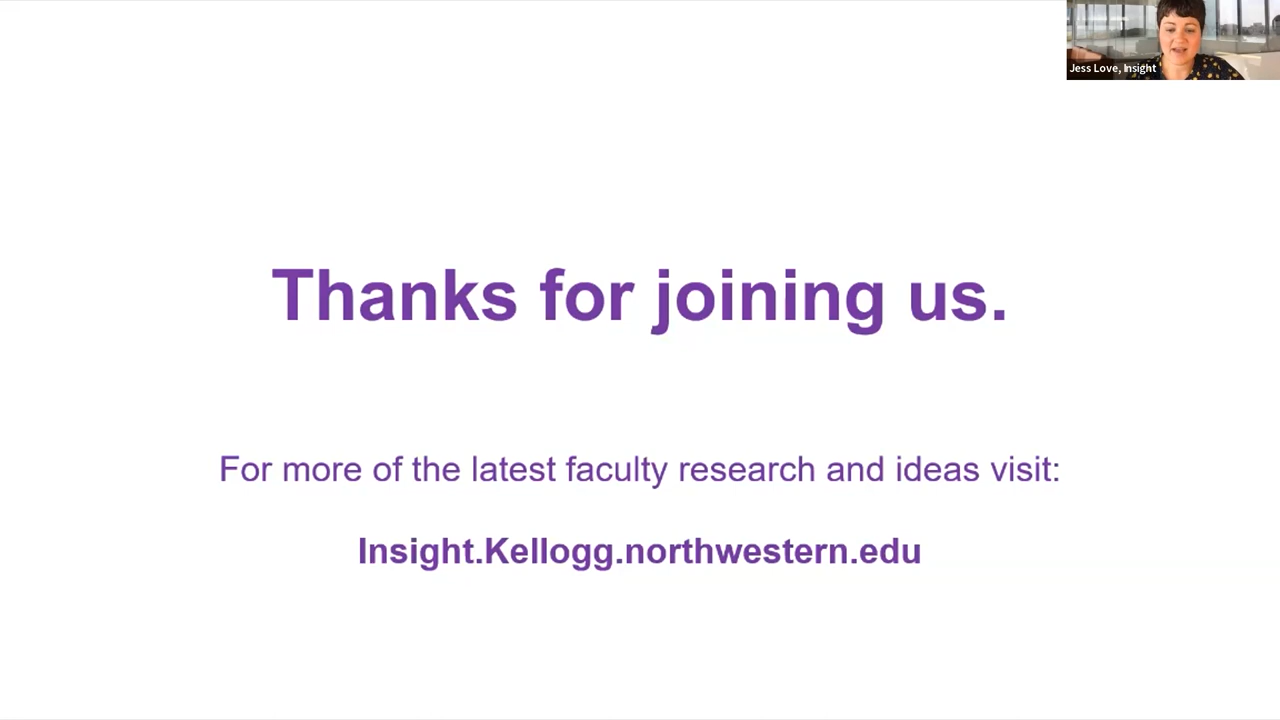 Jess Love, Insight
Thanks for joining us.
For more of the latest faculty research and ideas visit:
Insight.Kellogg.northwestern.edu